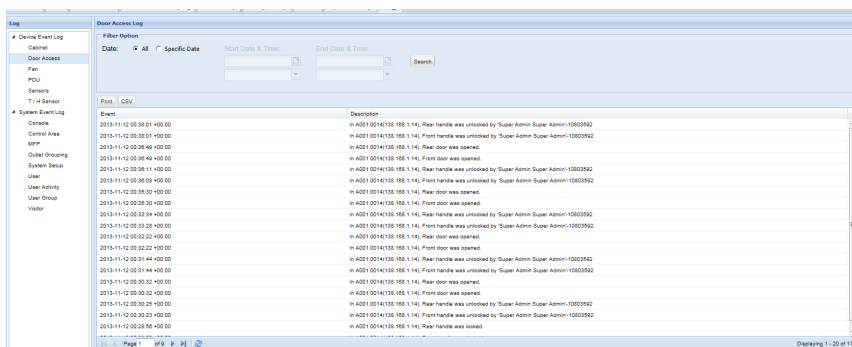 Log
Door Access Log
Device Event Log
Cabinet
Door Access
Fan
PDU
Sensors
T / H Sensor
System Event Log
Console
Control Area
MFP
Outlet Grouping
System Setup
User
User Activity
User Group
Visitor
Filter Option
Date: All Specific Date Start Date & Time: End Date & Time:
Search
Print CSV
Event Description
2013-11-12 00:38:01 +00:00 In A001 0014(138.168.1.14), Rear handle was unlocked by 'Super Admin Super Admin'-10803592
2013-11-12 00:38:01 +00:00 In A001 0014(138.168.1.14), Front handle was unlocked by 'Super Admin Super Admin'-10803592
2013-11-12 00:36:49 +00:00 In A001 0014(138.168.1.14), Rear door was opened.
2013-11-12 00:36:49 +00:00 In A001 0014(138.168.1.14), Front door was opened.
2013-11-12 00:36:11 +00:00 In A001 0014(138.168.1.14), Rear handle was unlocked by 'Super Admin Super Admin'-10803592
2013-11-12 00:36:08 +00:00 In A001 0014(138.168.1.14), Front handle was unlocked by 'Super Admin Super Admin'-10803592
2013-11-12 00:35:30 +00:00 In A001 0014(138.168.1.14), Rear door was opened.
2013-11-12 00:35:30 +00:00 In A001 0014(138.168.1.14), Front door was opened.
2013-11-12 00:33:34 +00:00 In A001 0014(138.168.1.14), Rear handle was unlocked by 'Super Admin Super Admin'-10803592
2013-11-12 00:33:28 +00:00 In A001 0014(138.168.1.14), Front handle was unlocked by 'Super Admin Super Admin'-10803592
2013-11-12 00:32:22 +00:00 In A001 0014(138.168.1.14), Rear door was opened.
2013-11-12 00:32:22 +00:00 In A001 0014(138.168.1.14), Front door was opened.
2013-11-12 00:31:44 +00:00 In A001 0014(138.168.1.14), Rear handle was unlocked by 'Super Admin Super Admin'-10803592
2013-11-12 00:31:44 +00:00 In A001 0014(138.168.1.14), Front handle was unlocked by 'Super Admin Super Admin'-10803592
2013-11-12 00:30:32 +00:00 In A001 0014(138.168.1.14), Rear door was opened.
2013-11-12 00:30:32 +00:00 In A001 0014(138.168.1.14), Front door was opened.
2013-11-12 00:30:25 +00:00 In A001 0014(138.168.1.14), Rear handle was unlocked by 'Super Admin Super Admin'-10803592
2013-11-12 00:30:23 +00:00 In A001 0014(138.168.1.14), Front handle was unlocked by 'Super Admin Super Admin'-10803592
2013-11-12 00:28:56 +00:00 In A001 0014(138.168.1.14), Rear handle was locked.
Page 1 of 9 Displaying 1 - 20 of 17